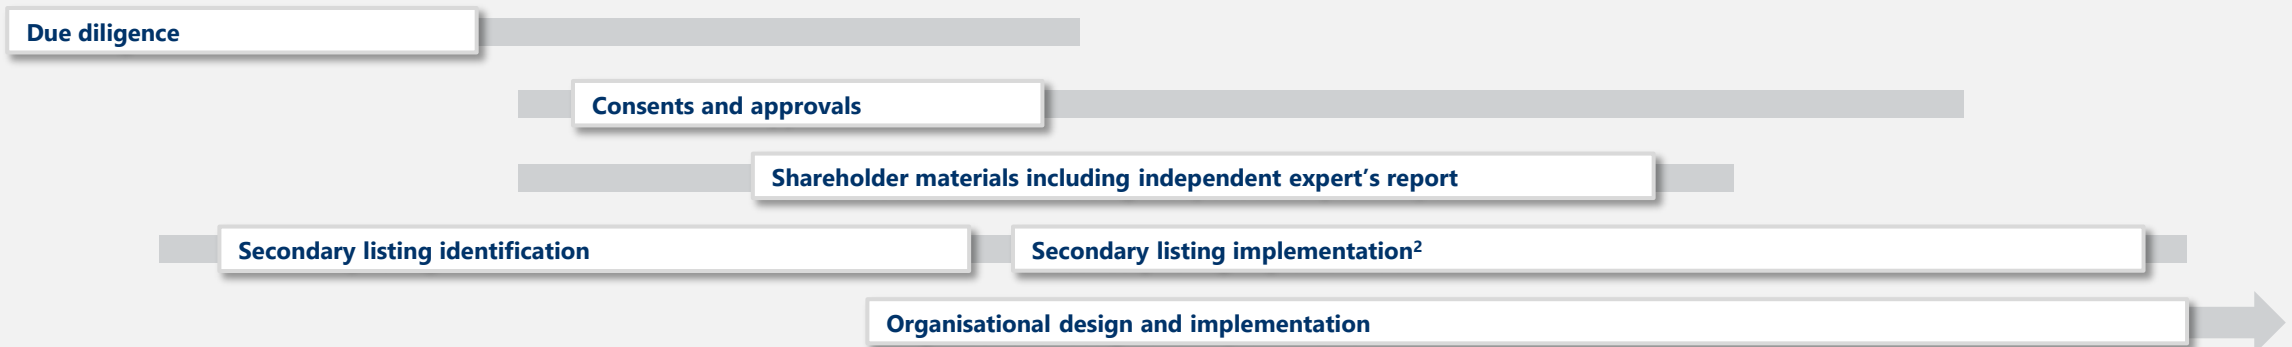 Due diligence
Consents and approvals
Shareholder materials including independent expert’s report
Secondary listing identification
Secondary listing implementation²
Organisational design and implementation